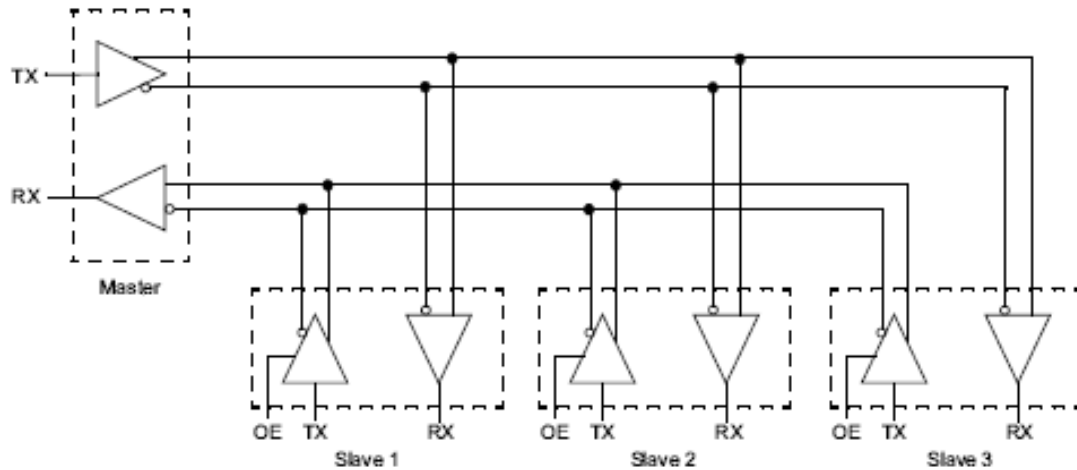 TX
RX
Master
OE TX RX OE TX RX OE TX RX
Slave 1 Slave 2 Slave 3